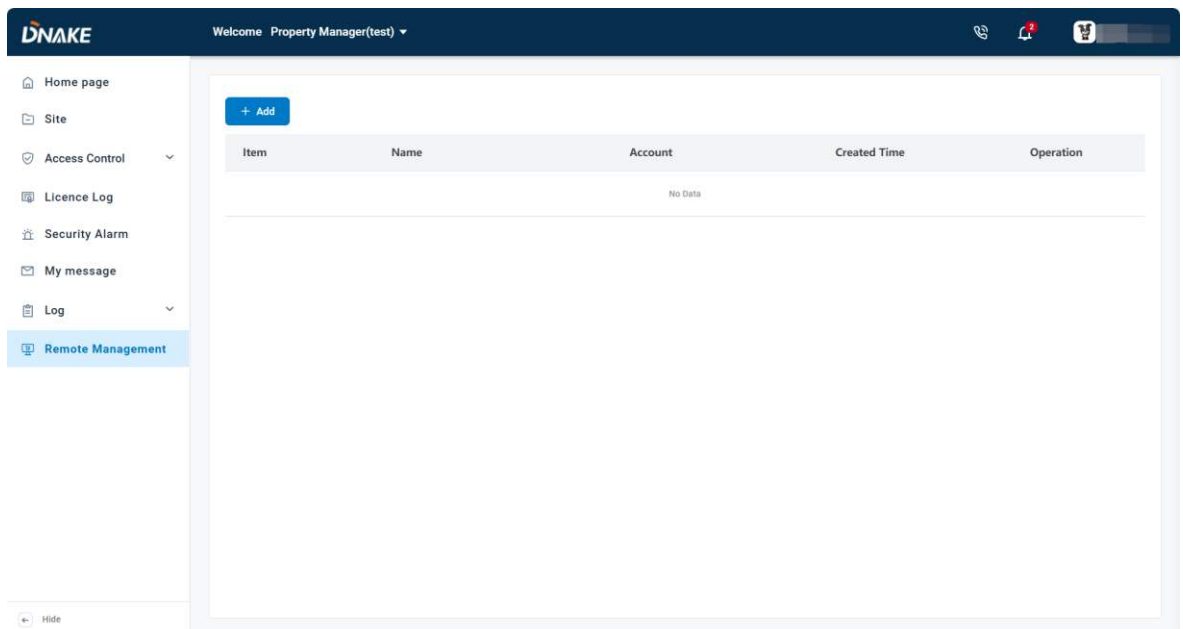 DNAKE
Welcome Property Manager(test)
2
Home page
Site
Access Control
Licence Log
Security Alarm
My message
Log
Remote Management
Hide
+ Add
Item Name Account Created Time Operation
No Data